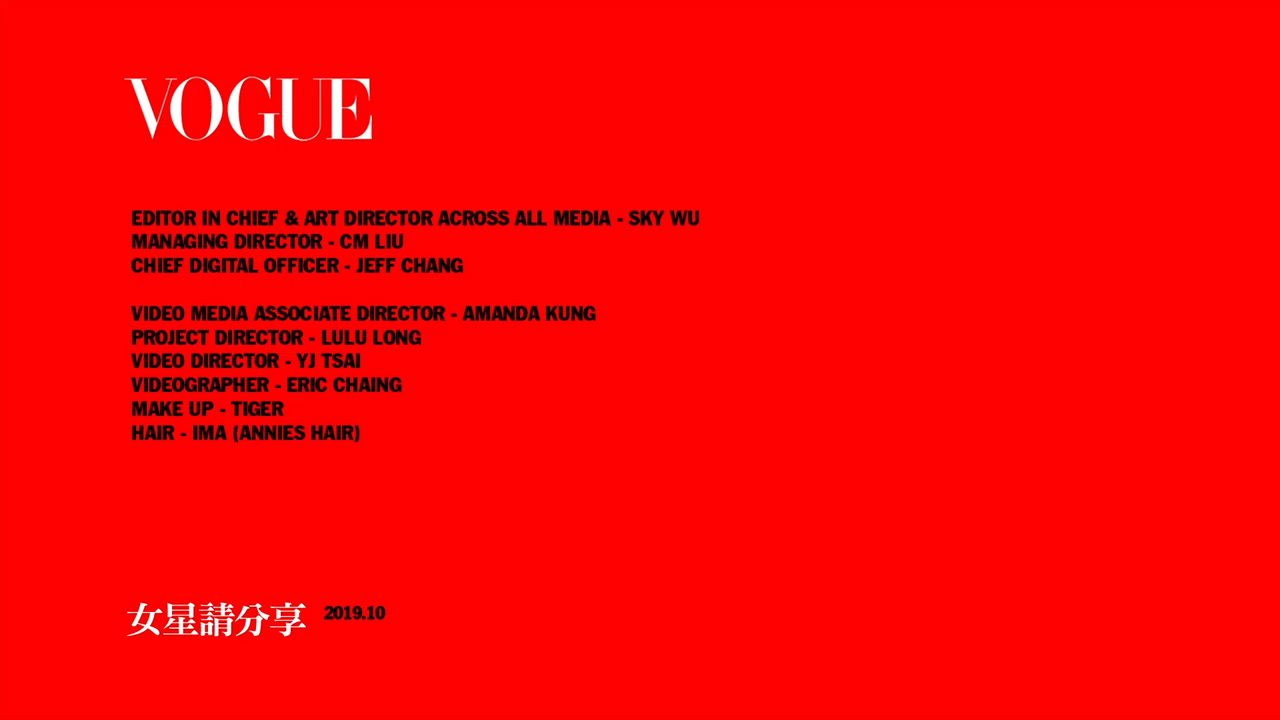 VOGUE
EDITOR IN CHIEF & ART DIRECTOR ACROSS ALL MEDIA - SKY WU
MANAGING DIRECTOR - CM LIU
CHIEF DIGITAL OFFICER - JEFF CHANG
VIDEO MEDIA ASSOCIATE DIRECTOR - AMANDA KUNG
PROJECT DIRECTOR - LULU LONG
VIDEO DIRECTOR - YJ TSAI
VIDEOGRAPHER - ERIC CHAING
MAKE UP - TIGER
HAIR - IMA (ANNIES HAIR)
女星請分享 2019.10